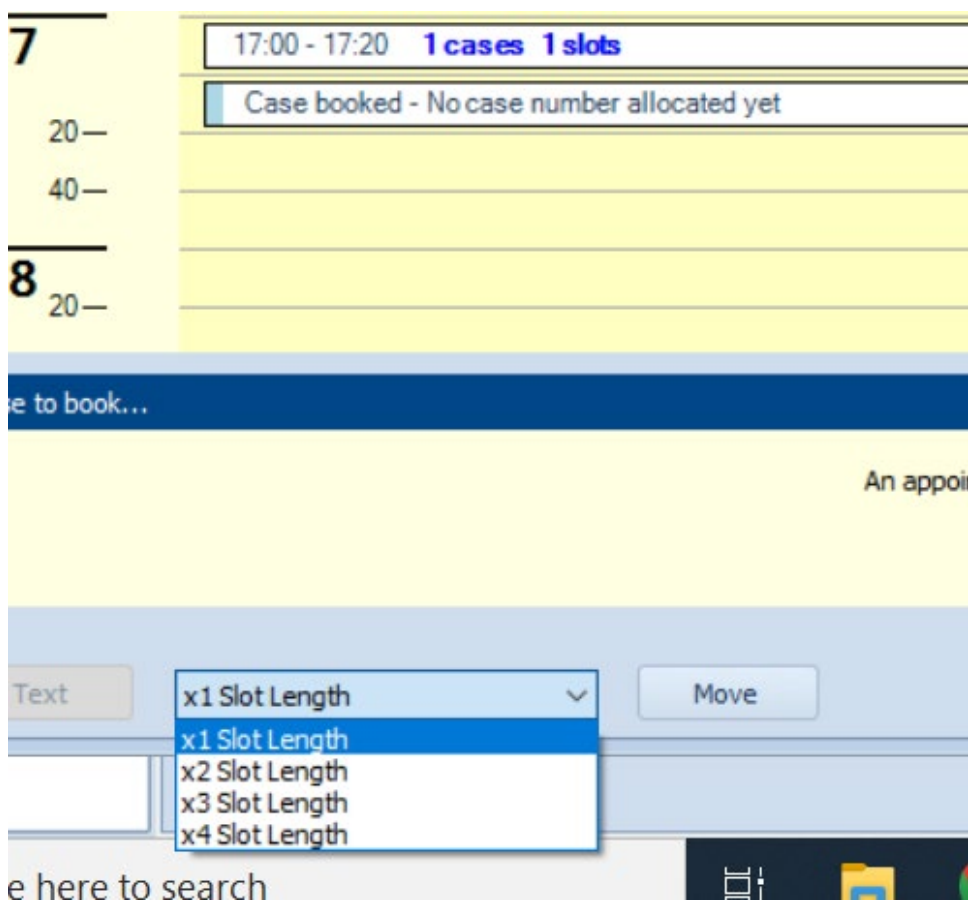 7
17:00 - 17:20 1 cases 1 slots
Case booked - No case number allocated yet
20
40
8
20
se to book...
An appoi
Text
x1 Slot Length
Move
x1 Slot Length
x2 Slot Length
x3 Slot Length
x4 Slot Length
e here to search